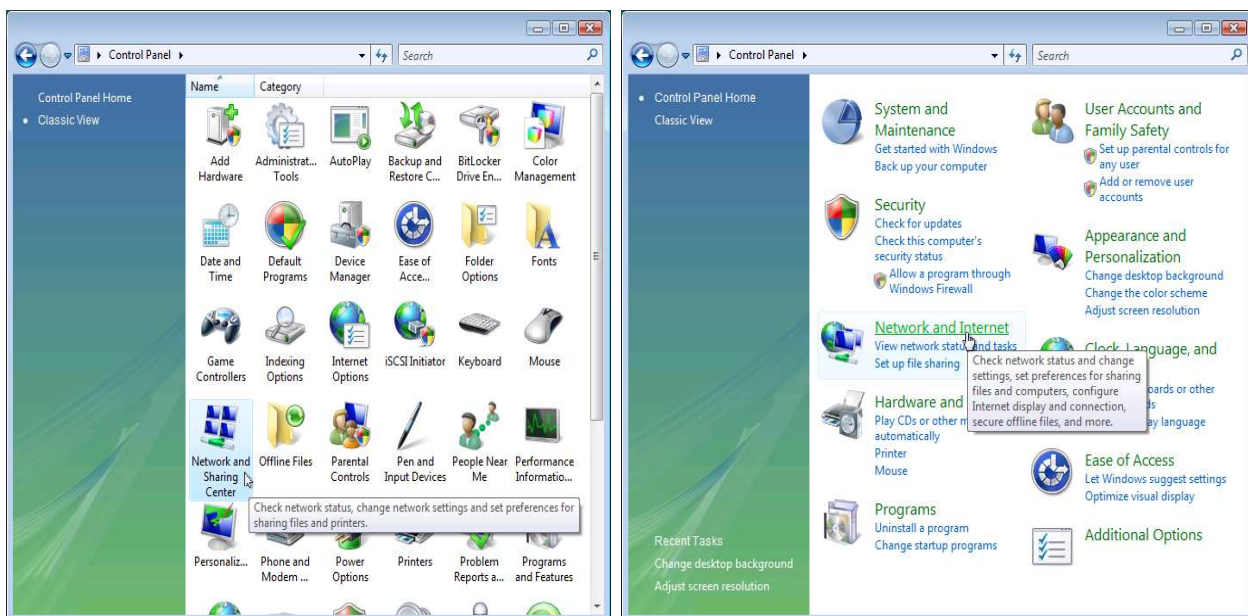 Control Panel
Search
Control Panel Home
Classic View
Name Category
Add
Hardware
Administrat...
Tools
AutoPlay
Backup and
Restore C...
BitLocker
Drive En...
Color
Management
Date and
Time
Default
Programs
Device
Manager
Ease of
Acce...
Folder
Options
Fonts
Game
Controllers
Indexing
Options
Internet
Options
iSCSI Initiator
Keyboard
Mouse
Network and
Sharing
Center
Offline Files
Parental
Controls
Pen and
Input Devices
People Near
Me
Performance
Informatio...
Check network status, change network settings and set preferences for
sharing files and printers.
Personaliz...
Phone and
Modem ...
Power
Options
Printers
Problem
Reports a...
Programs
and Features
Control Panel
Search
Control Panel Home
Classic View
System and
Maintenance
Get started with Windows
Back up your computer
Security
Check for updates
Check this computer's
security status
Allow a program through
Windows Firewall
Network and Internet
View network status and tasks
Set up file sharing
Check network status and change
settings, set preferences for sharing
files and computers, configure
Internet display and connection,
secure offline files, and more.
Hardware and
Play CDs or other
automatically
Printer
Mouse
Programs
Uninstall a program
Change startup programs
User Accounts and
Family Safety
Set up parental controls for
any user
Add or remove user
accounts
Appearance and
Personalization
Change desktop background
Change the color scheme
Adjust screen resolution
Clock, Language, and
or other
language
Ease of Access
Let Windows suggest settings
Optimize visual display
Additional Options
Recent Tasks
Change desktop background
Adjust screen resolution